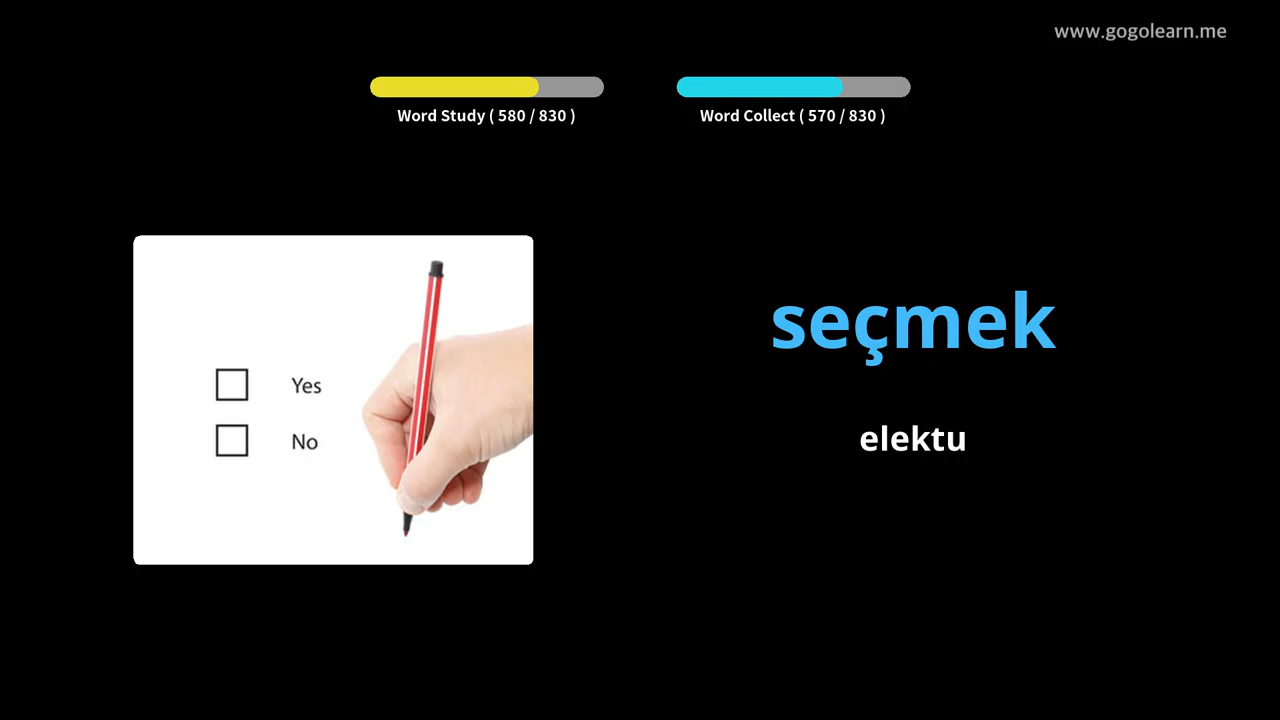 www.gogolearn.me
Word Study ( 580 / 830 )
Word Collect ( 570 / 830 )
Yes
No
seçmek
elektu